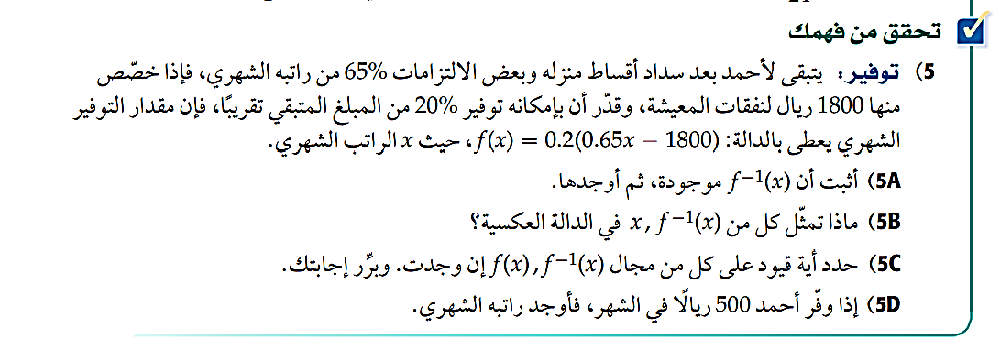 تحقق من فهمك
5) توفير: يتبقى لأحمد بعد سداد أقساط منزله وبعض الالتزامات 65% من راتبه الشهري، فإذا خصّص
منها 1800 ريال لنفقات المعيشة، وقدّر أن بإمكانه توفير 20% من المبلغ المتبقي تقريبًا، فإن مقدار التوفير
الشهري يعطى بالدالة: f(x) = 0.2(0.65x − 1800)، حيث x الراتب الشهري.
5A) أثبت أن f⁻¹(x) موجودة، ثم أوجدها.
5B) ماذا تمثّل كل من x, f⁻¹(x) في الدالة العكسية؟
5C) حدد أية قيود على كل من مجال f(x), f⁻¹(x) إن وجدت. وبرِّر إجابتك.
5D) إذا وفّر أحمد 500 ريالًا في الشهر، فأوجد راتبه الشهري.